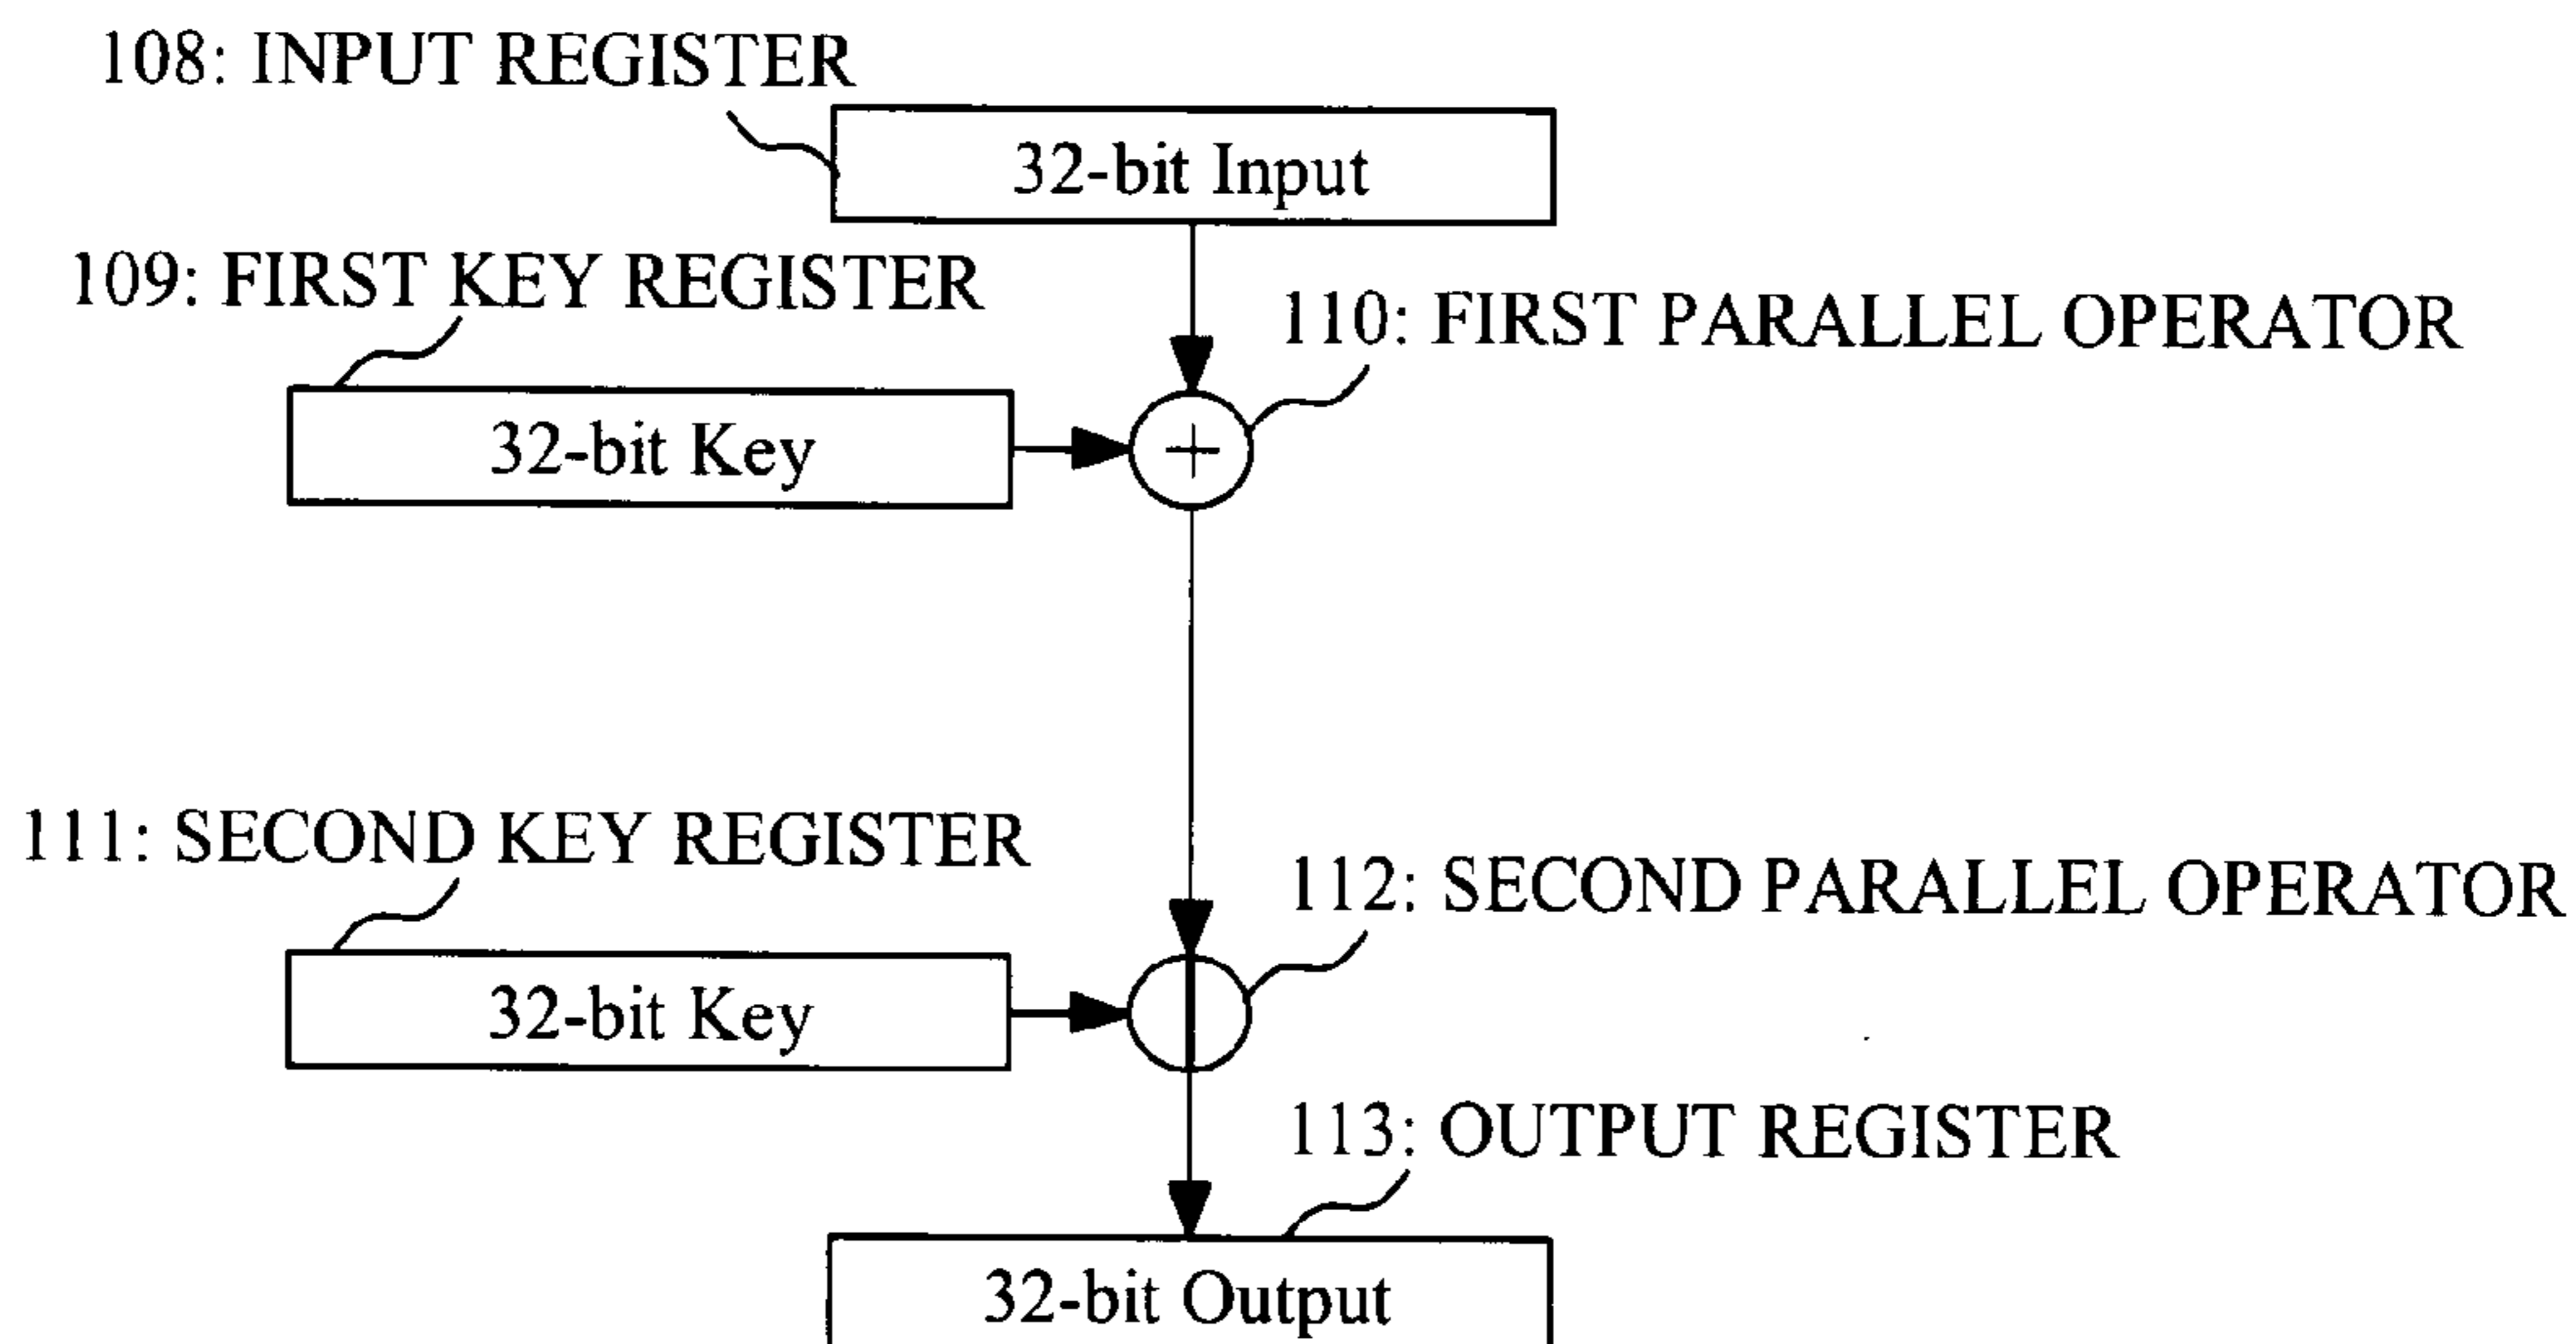 108: INPUT REGISTER
32-bit Input
109: FIRST KEY REGISTER
110: FIRST PARALLEL OPERATOR
32-bit Key
+
111: SECOND KEY REGISTER
112: SECOND PARALLEL OPERATOR
32-bit Key
113: OUTPUT REGISTER
32-bit Output